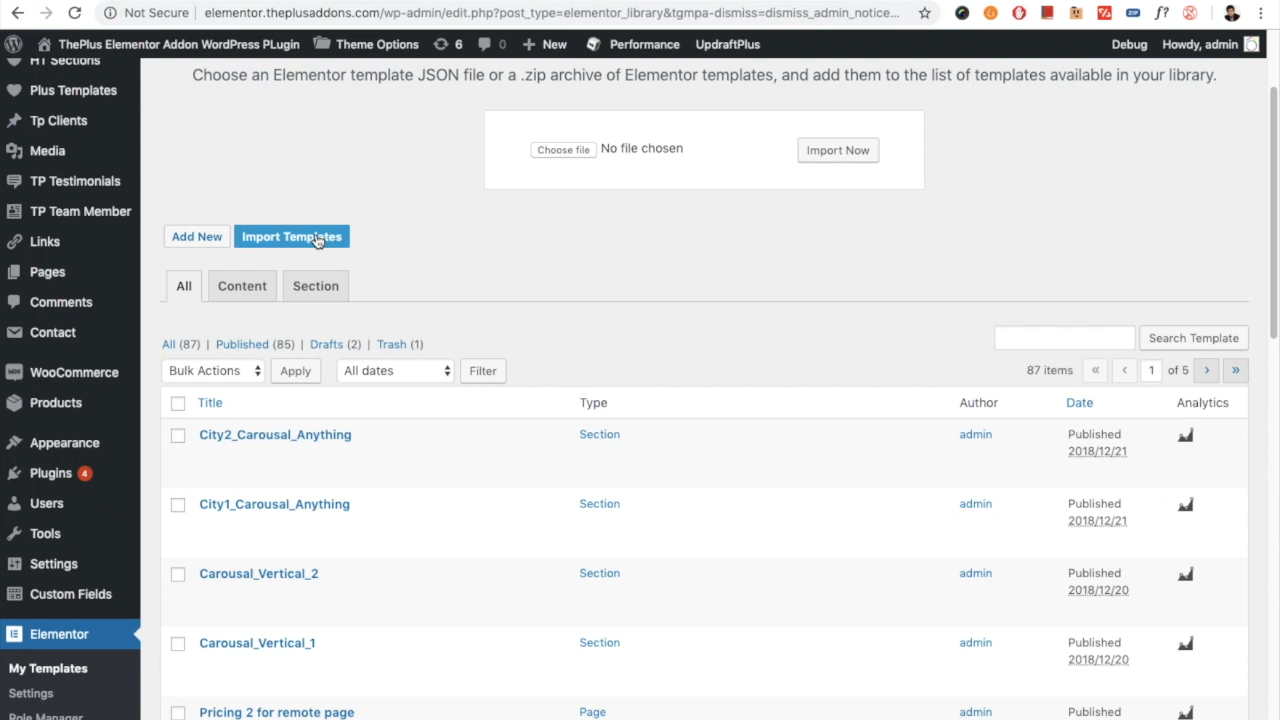 Not Secure
elementor.theplusaddons.com/wp-admin/edit.php?post_type=elementor_library&tgmpa-dismiss=dismiss_admin_notice...
ThePlus Elementor Addon WordPress PLugin
Theme Options
6
0
New
Performance
UpdraftPlus
Debug
Howdy, admin
HT Sections
Plus Templates
Tp Clients
Media
TP Testimonials
TP Team Member
Links
Pages
Comments
Contact
WooCommerce
Products
Appearance
Plugins 4
Users
Tools
Settings
Custom Fields
Elementor
My Templates
Settings
Role Manager
Choose an Elementor template JSON file or a .zip archive of Elementor templates, and add them to the list of templates available in your library.
Choose file No file chosen
Import Now
Add New
Import Templates
All
Content
Section
All (87) | Published (85) | Drafts (2) | Trash (1)
Search Template
Bulk Actions
Apply
All dates
Filter
87 items « ‹ 1 of 5 › »
Title Type Author Date Analytics
City2_Carousal_Anything Section admin Published
2018/12/21
City1_Carousal_Anything Section admin Published
2018/12/21
Carousal_Vertical_2 Section admin Published
2018/12/20
Carousal_Vertical_1 Section admin Published
2018/12/20
Pricing 2 for remote page Page admin Published